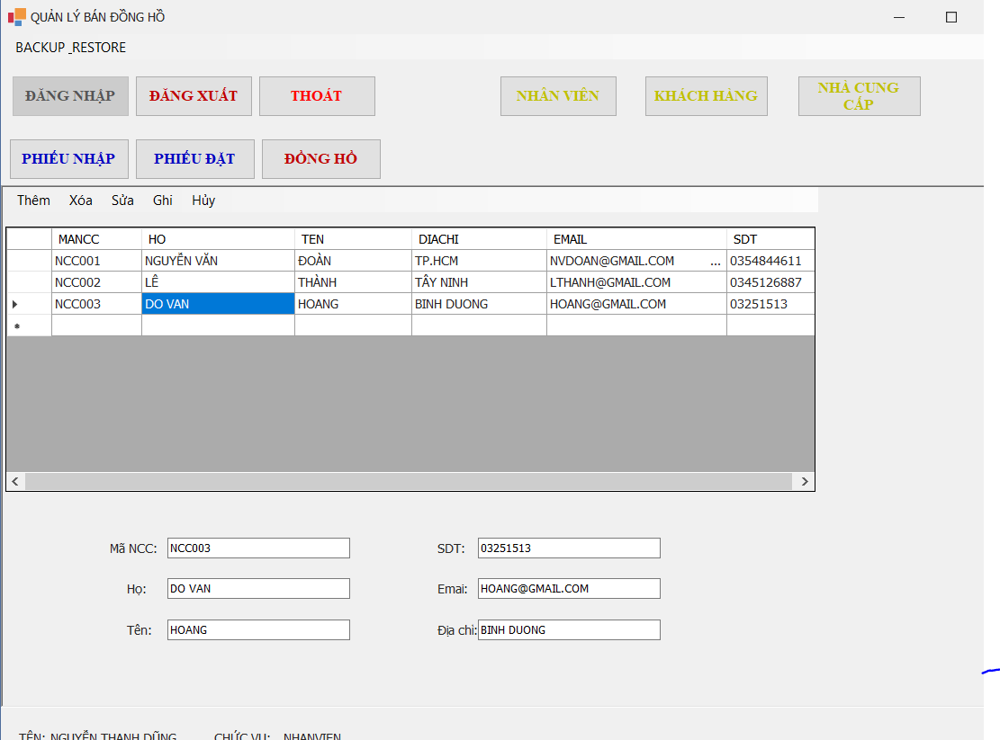 QUẢN LÝ BÁN ĐỒNG HỒ
BACKUP _RESTORE
ĐĂNG NHẬP ĐĂNG XUẤT THOÁT NHÂN VIÊN KHÁCH HÀNG NHÀ CUNG CẤP
PHIẾU NHẬP PHIẾU ĐẶT ĐỒNG HỒ
Thêm Xóa Sửa Ghi Hủy
MANCC HO TEN DIACHI EMAIL SDT
NCC001 NGUYỄN VĂN ĐOÀN TP.HCM NVDOAN@GMAIL.COM ... 0354844611
NCC002 LÊ THÀNH TÂY NINH LTHANH@GMAIL.COM 0345126887
NCC003 DO VAN HOANG BINH DUONG HOANG@GMAIL.COM 03251513
Mã NCC: NCC003 SDT: 03251513
Họ: DO VAN Emai: HOANG@GMAIL.COM
Tên: HOANG Địa chỉ: BINH DUONG
TÊN: NGUYỄN THANH DŨNG CHỨC VỤ: NHANVIEN